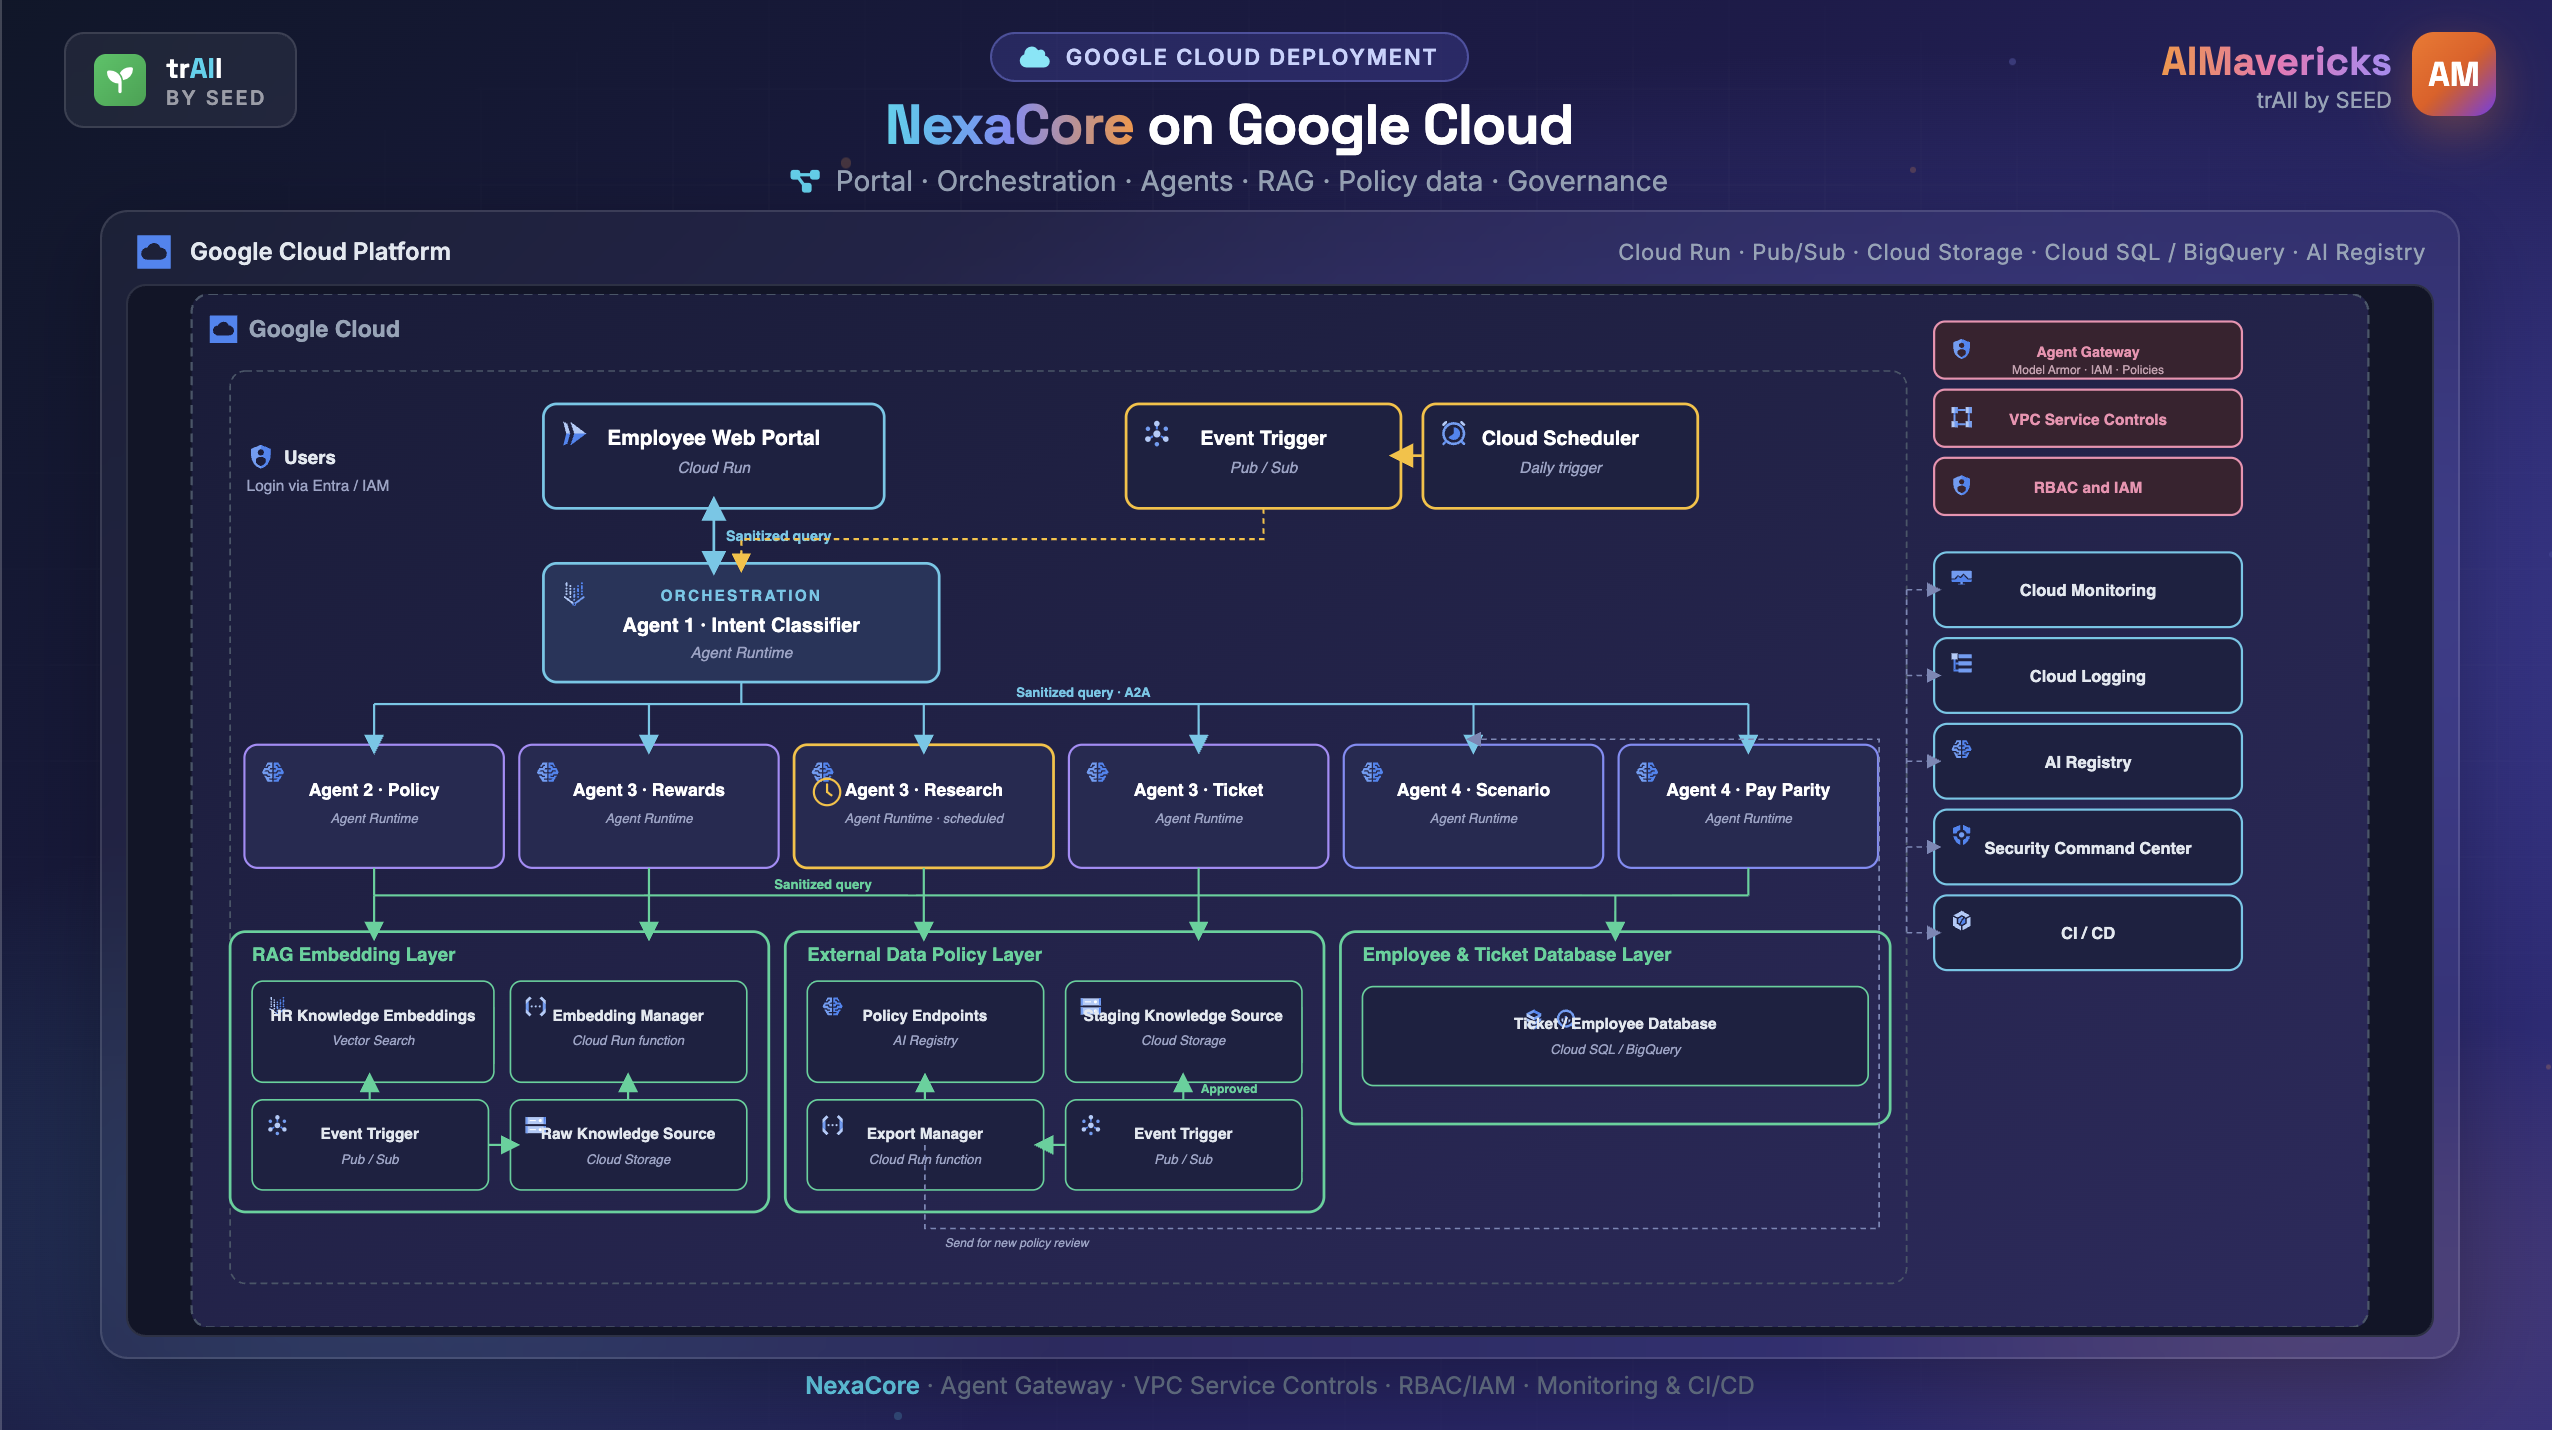 trAIl
BY SEED
GOOGLE CLOUD DEPLOYMENT
NexaCore on Google Cloud
Portal · Orchestration · Agents · RAG · Policy data · Governance
AIMavericks
trAIl by SEED
AM
Google Cloud Platform
Cloud Run · Pub/Sub · Cloud Storage · Cloud SQL / BigQuery · AI Registry
Google Cloud
Users
Login via Entra / IAM
Employee Web Portal
Cloud Run
Event Trigger
Pub / Sub
Cloud Scheduler
Daily trigger
Sanitized query
ORCHESTRATION
Agent 1 · Intent Classifier
Agent Runtime
Sanitized query · A2A
Agent 2 · Policy
Agent Runtime
Agent 3 · Rewards
Agent Runtime
Agent 3 · Research
Agent Runtime · scheduled
Agent 3 · Ticket
Agent Runtime
Agent 4 · Scenario
Agent Runtime
Agent 4 · Pay Parity
Agent Runtime
Sanitized query
RAG Embedding Layer
HR Knowledge Embeddings
Vector Search
Embedding Manager
Cloud Run function
Event Trigger
Pub / Sub
Raw Knowledge Source
Cloud Storage
External Data Policy Layer
Policy Endpoints
AI Registry
Staging Knowledge Source
Cloud Storage
Approved
Export Manager
Cloud Run function
Event Trigger
Pub / Sub
Employee & Ticket Database Layer
Ticket / Employee Database
Cloud SQL / BigQuery
Send for new policy review
Agent Gateway
Model Armor · IAM · Policies
VPC Service Controls
RBAC and IAM
Cloud Monitoring
Cloud Logging
AI Registry
Security Command Center
CI / CD
NexaCore · Agent Gateway · VPC Service Controls · RBAC/IAM · Monitoring & CI/CD